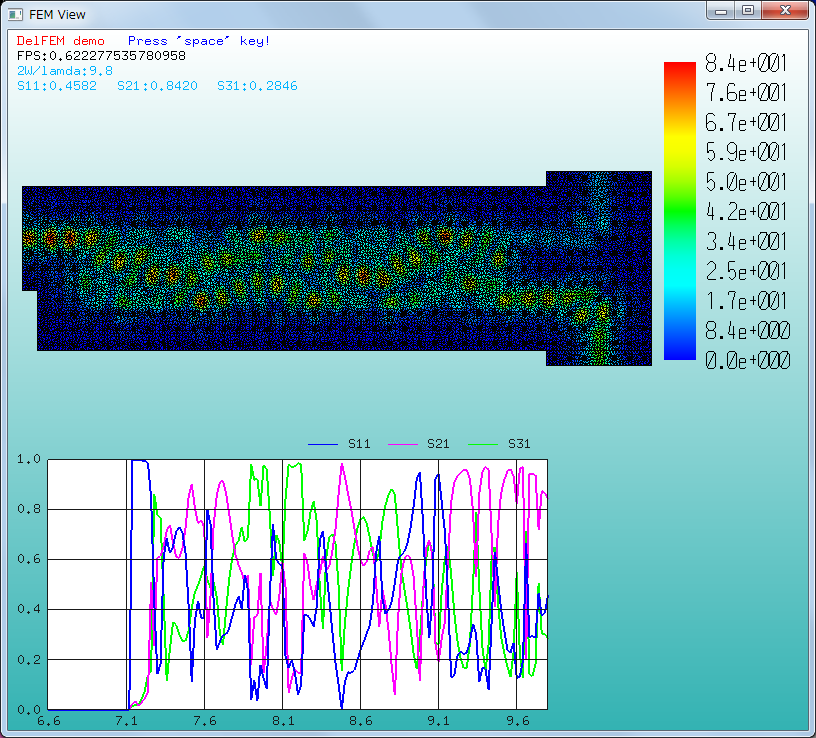 FEM View
DelFEM demo   Press ˝space˝ key!
FPS:0.622277535780958
2W/lamda:9.8
S11:0.4582   S21:0.8420   S31:0.2846
8.4e+001
7.6e+001
6.7e+001
5.9e+001
5.0e+001
4.2e+001
3.4e+001
2.5e+001
1.7e+001
8.4e+000
0.0e+000
S11   S21   S31
1.0
0.8
0.6
0.4
0.2
0.0
6.6   7.1   7.6   8.1   8.6   9.1   9.6